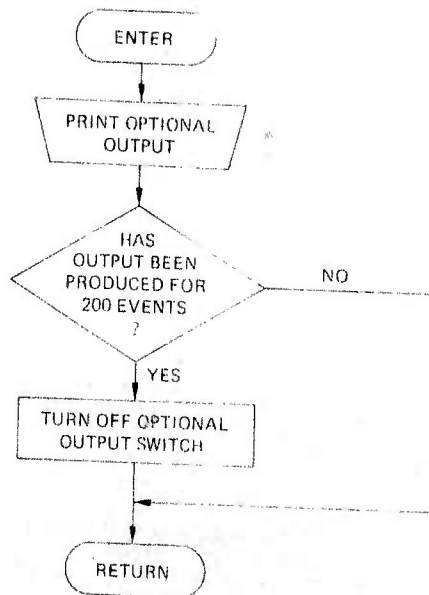 ENTER
PRINT OPTIONAL
OUTPUT
HAS
OUTPUT BEEN
PRODUCED FOR
200 EVENTS
?
NO
YES
TURN OFF OPTIONAL
OUTPUT SWITCH
RETURN